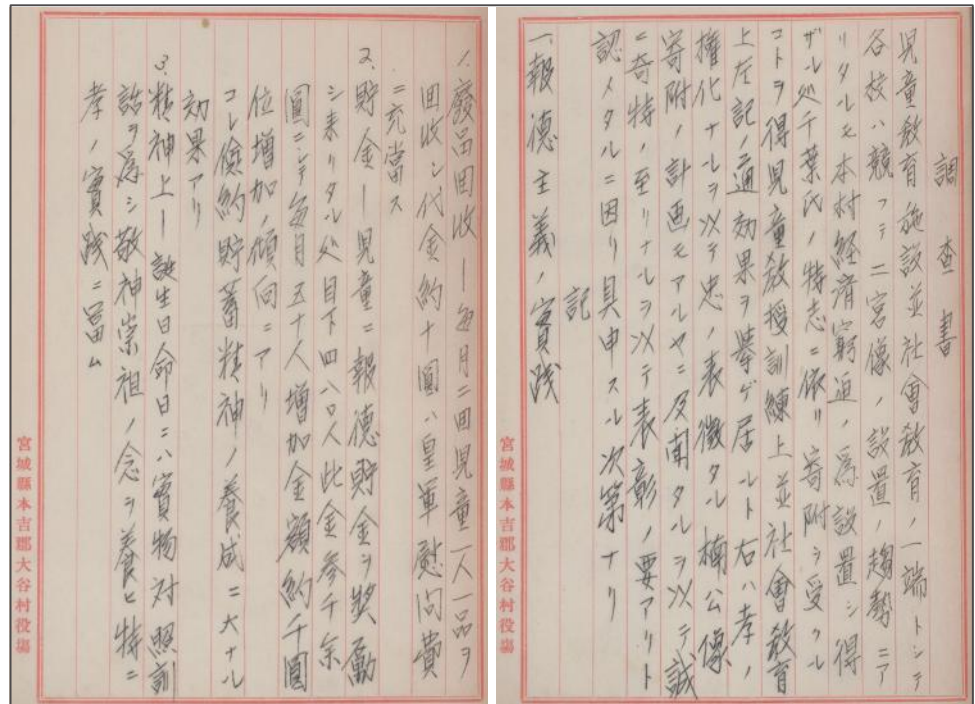 調査書
児童教育施設並社會教育ノ一端トシテ
各校ハ競フテ二宮像ノ設置ノ趨勢ニア
リタルモ本村経済窮迫ノ爲設置シ得
ザル処千葉氏ノ特志ニ依リ寄附ヲ受クル
コトヲ得児童教授訓練上並社會教育
上左記ノ通効果ヲ挙ゲ居ルト右ハ孝ノ
権化ナルヲ以テ忠ノ表徴タル楠公像
寄附ノ計画モアルヤニ及聞タルヲ以テ誠
ニ奇特ノ至リナルヲ以テ表彰ノ要アリト
認メタルニ因リ具申スル次第ナリ
記
一、報徳主義ノ實践
宮城縣本吉郡大谷村役場
1、廢品回收ー毎月二回児童一人一品ヲ
回收シ代金約十圓ハ皇軍慰問費
ニ充當ス
2、貯金ー児童ニ報徳貯金ヲ奨勵
シ来リタル処目下四八〇人此金参千余
圓ニシテ毎月五十人増加金額約千圓
位増加ノ傾向ニアリ
コレ儉約貯蓄精神ノ養成ニ大ナル
効果アリ
3、精神上ー誕生日命日ニハ實物対照訓
話ヲ爲シ敬神崇祖ノ念ヲ養ヒ特ニ
孝ノ實践ニ富ム
宮城縣本吉郡大谷村役場